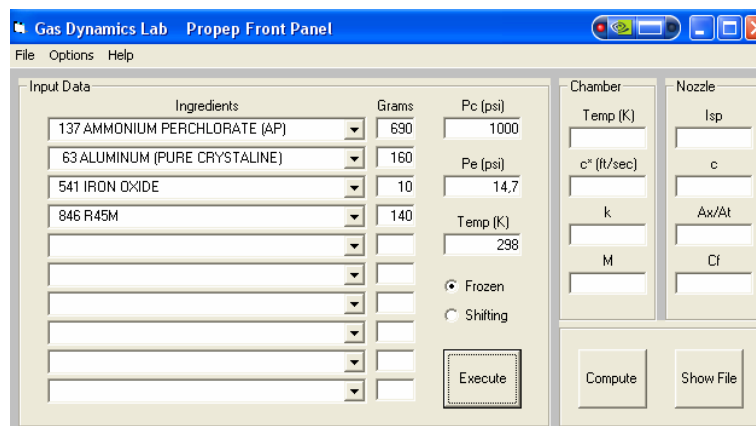 Gas Dynamics Lab Propep Front Panel
File Options Help
Input Data
Ingredients Grams
137 AMMONIUM PERCHLORATE (AP) 690
63 ALUMINUM (PURE CRYSTALINE) 160
541 IRON OXIDE 10
846 R45M 140
Pc (psi)
1000
Pe (psi)
14,7
Temp (K)
298
Frozen
Shifting
Execute
Chamber
Temp (K)
c* (ft/sec)
k
M
Nozzle
Isp
c
Ax/At
Cf
Compute
Show File